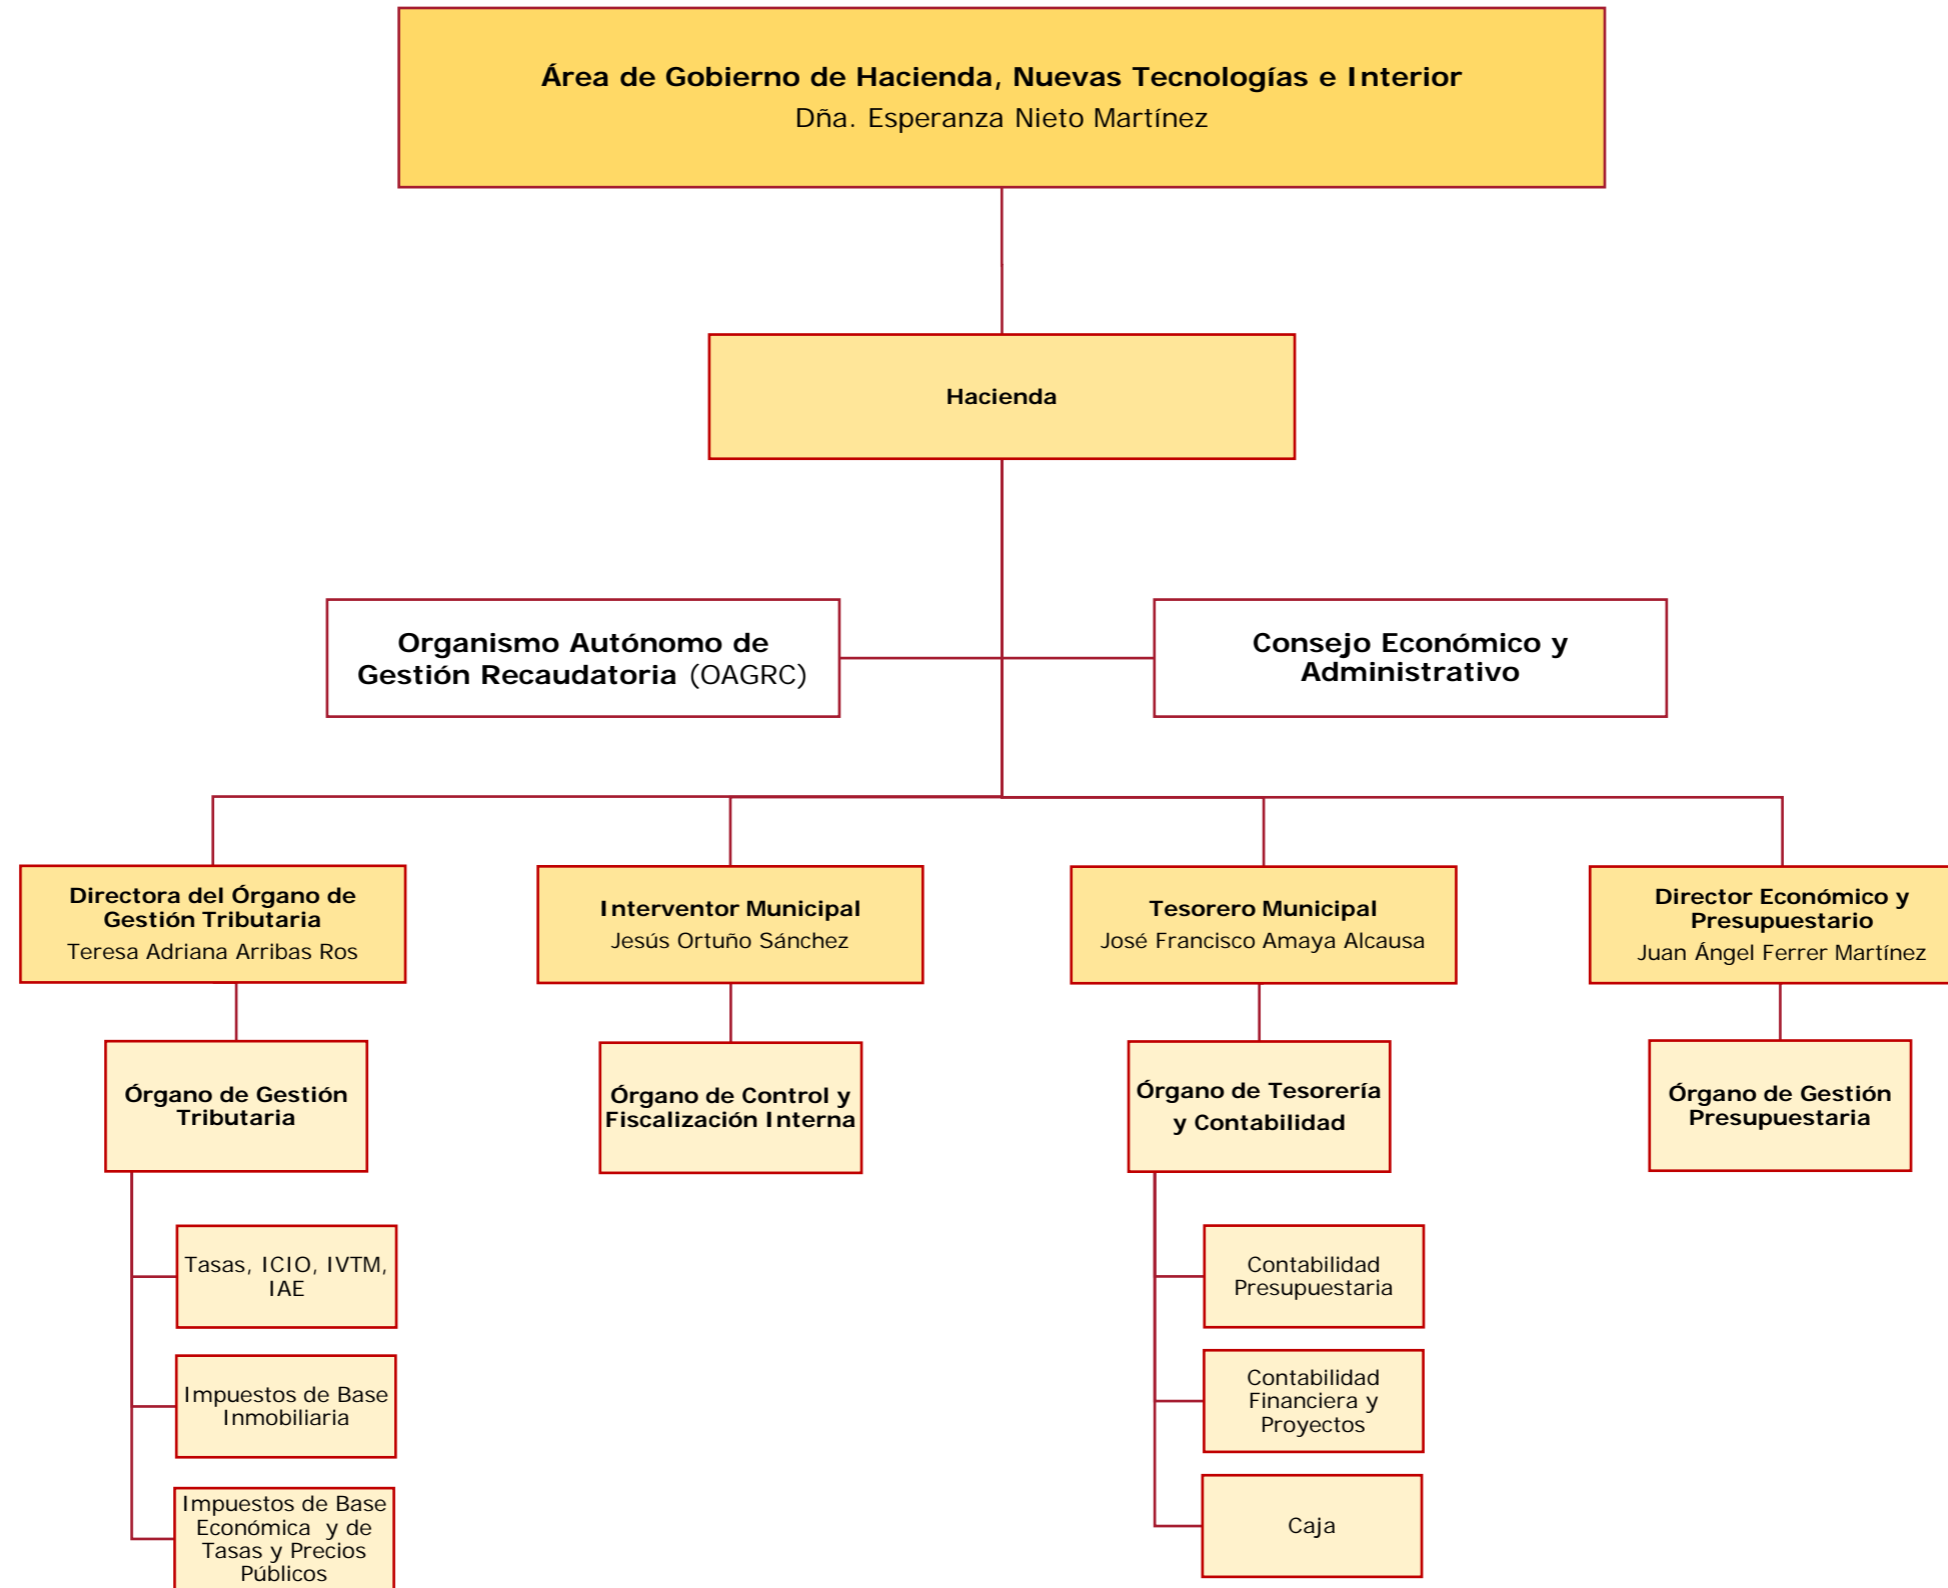 Área de Gobierno de Hacienda, Nuevas Tecnologías e Interior
Dña. Esperanza Nieto Martínez
Hacienda
Organismo Autónomo de
Gestión Recaudatoria (OAGRC)
Consejo Económico y
Administrativo
Directora del Órgano de
Gestión Tributaria
Teresa Adriana Arribas Ros
Interventor Municipal
Jesús Ortuño Sánchez
Tesorero Municipal
José Francisco Amaya Alcausa
Director Económico y
Presupuestario
Juan Ángel Ferrer Martínez
Órgano de Gestión
Tributaria
Órgano de Control y
Fiscalización Interna
Órgano de Tesorería
y Contabilidad
Órgano de Gestión
Presupuestaria
Tasas, ICIO, IVTM,
IAE
Impuestos de Base
Inmobiliaria
Impuestos de Base
Económica y de
Tasas y Precios
Públicos
Contabilidad
Presupuestaria
Contabilidad
Financiera y
Proyectos
Caja